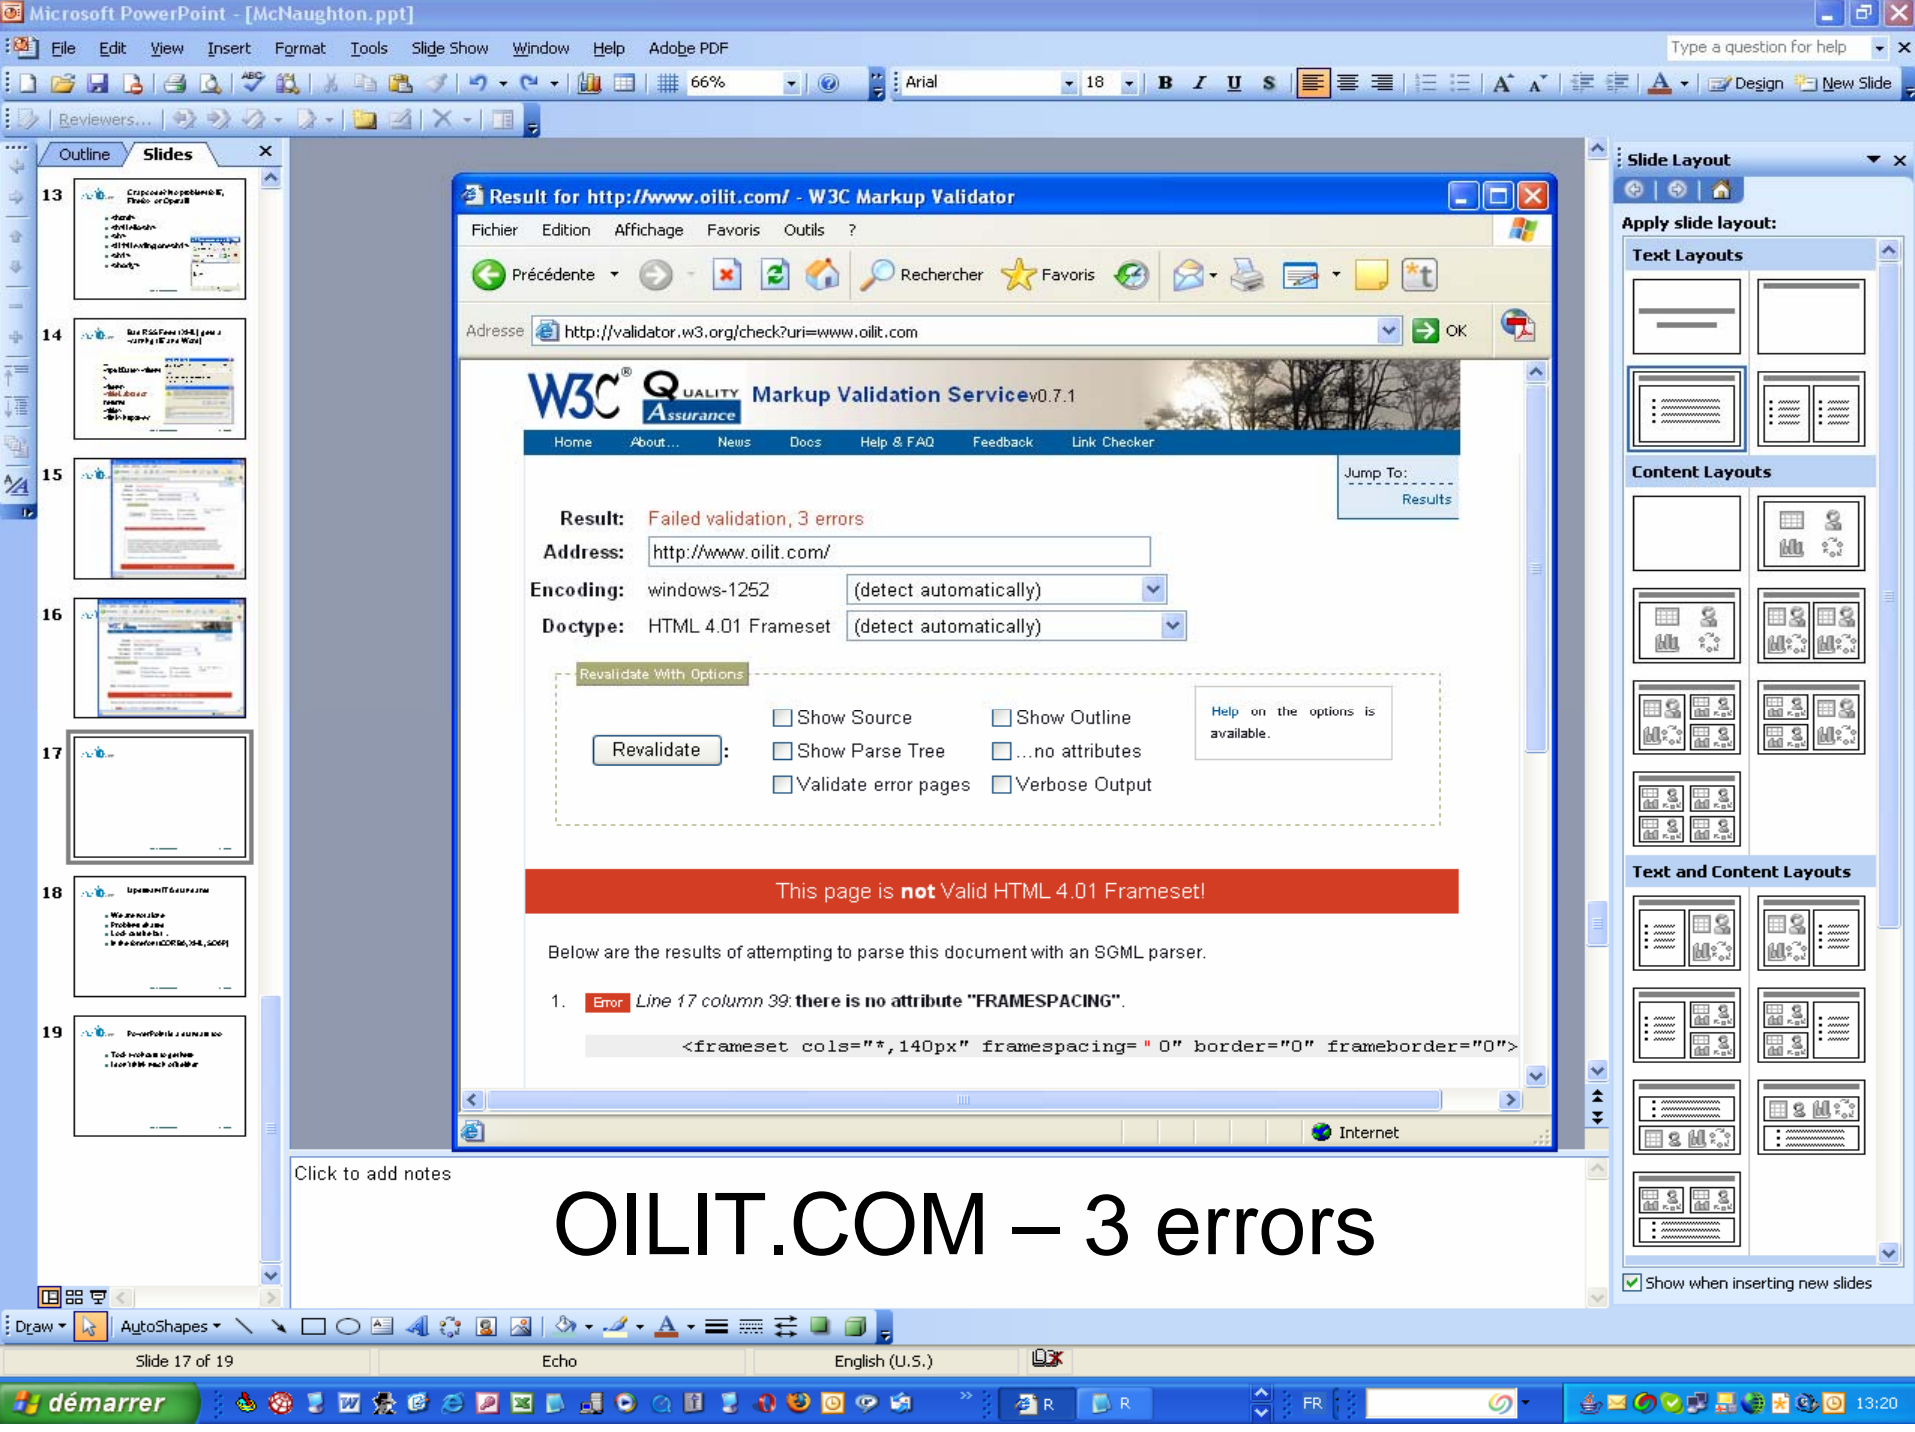 Microsoft PowerPoint - [McNaughton.ppt]
File Edit View Insert Format Tools Slide Show Window Help Adobe PDF
Type a question for help
66%
Arial
18
B I U S
Design
New Slide
Reviewers...
Outline
Slides
13
14
15
16
17
18
19
Result for http://www.oilit.com/ - W3C Markup Validator
Fichier Edition Affichage Favoris Outils ?
Précédente
Rechercher
Favoris
Adresse
http://validator.w3.org/check?uri=www.oilit.com
OK
W3C® QUALITY ASSURANCE Markup Validation Service v0.7.1
Home About... News Docs Help & FAQ Feedback Link Checker
Jump To:
Results
Result: Failed validation, 3 errors
Address: http://www.oilit.com/
Encoding: windows-1252 (detect automatically)
Doctype: HTML 4.01 Frameset (detect automatically)
Revalidate With Options
Show Source Show Outline
Revalidate : Show Parse Tree ...no attributes
Validate error pages Verbose Output
Help on the options is
available.
This page is not Valid HTML 4.01 Frameset!
Below are the results of attempting to parse this document with an SGML parser.
1. Error Line 17 column 39: there is no attribute "FRAMESPACING".
<frameset cols="*,140px" framespacing="0" border="0" frameborder="0">
Internet
Click to add notes
OILIT.COM – 3 errors
Slide Layout
Apply slide layout:
Text Layouts
Content Layouts
Text and Content Layouts
Show when inserting new slides
Draw
AutoShapes
Slide 17 of 19
Echo
English (U.S.)
démarrer
R
R
FR
13:20